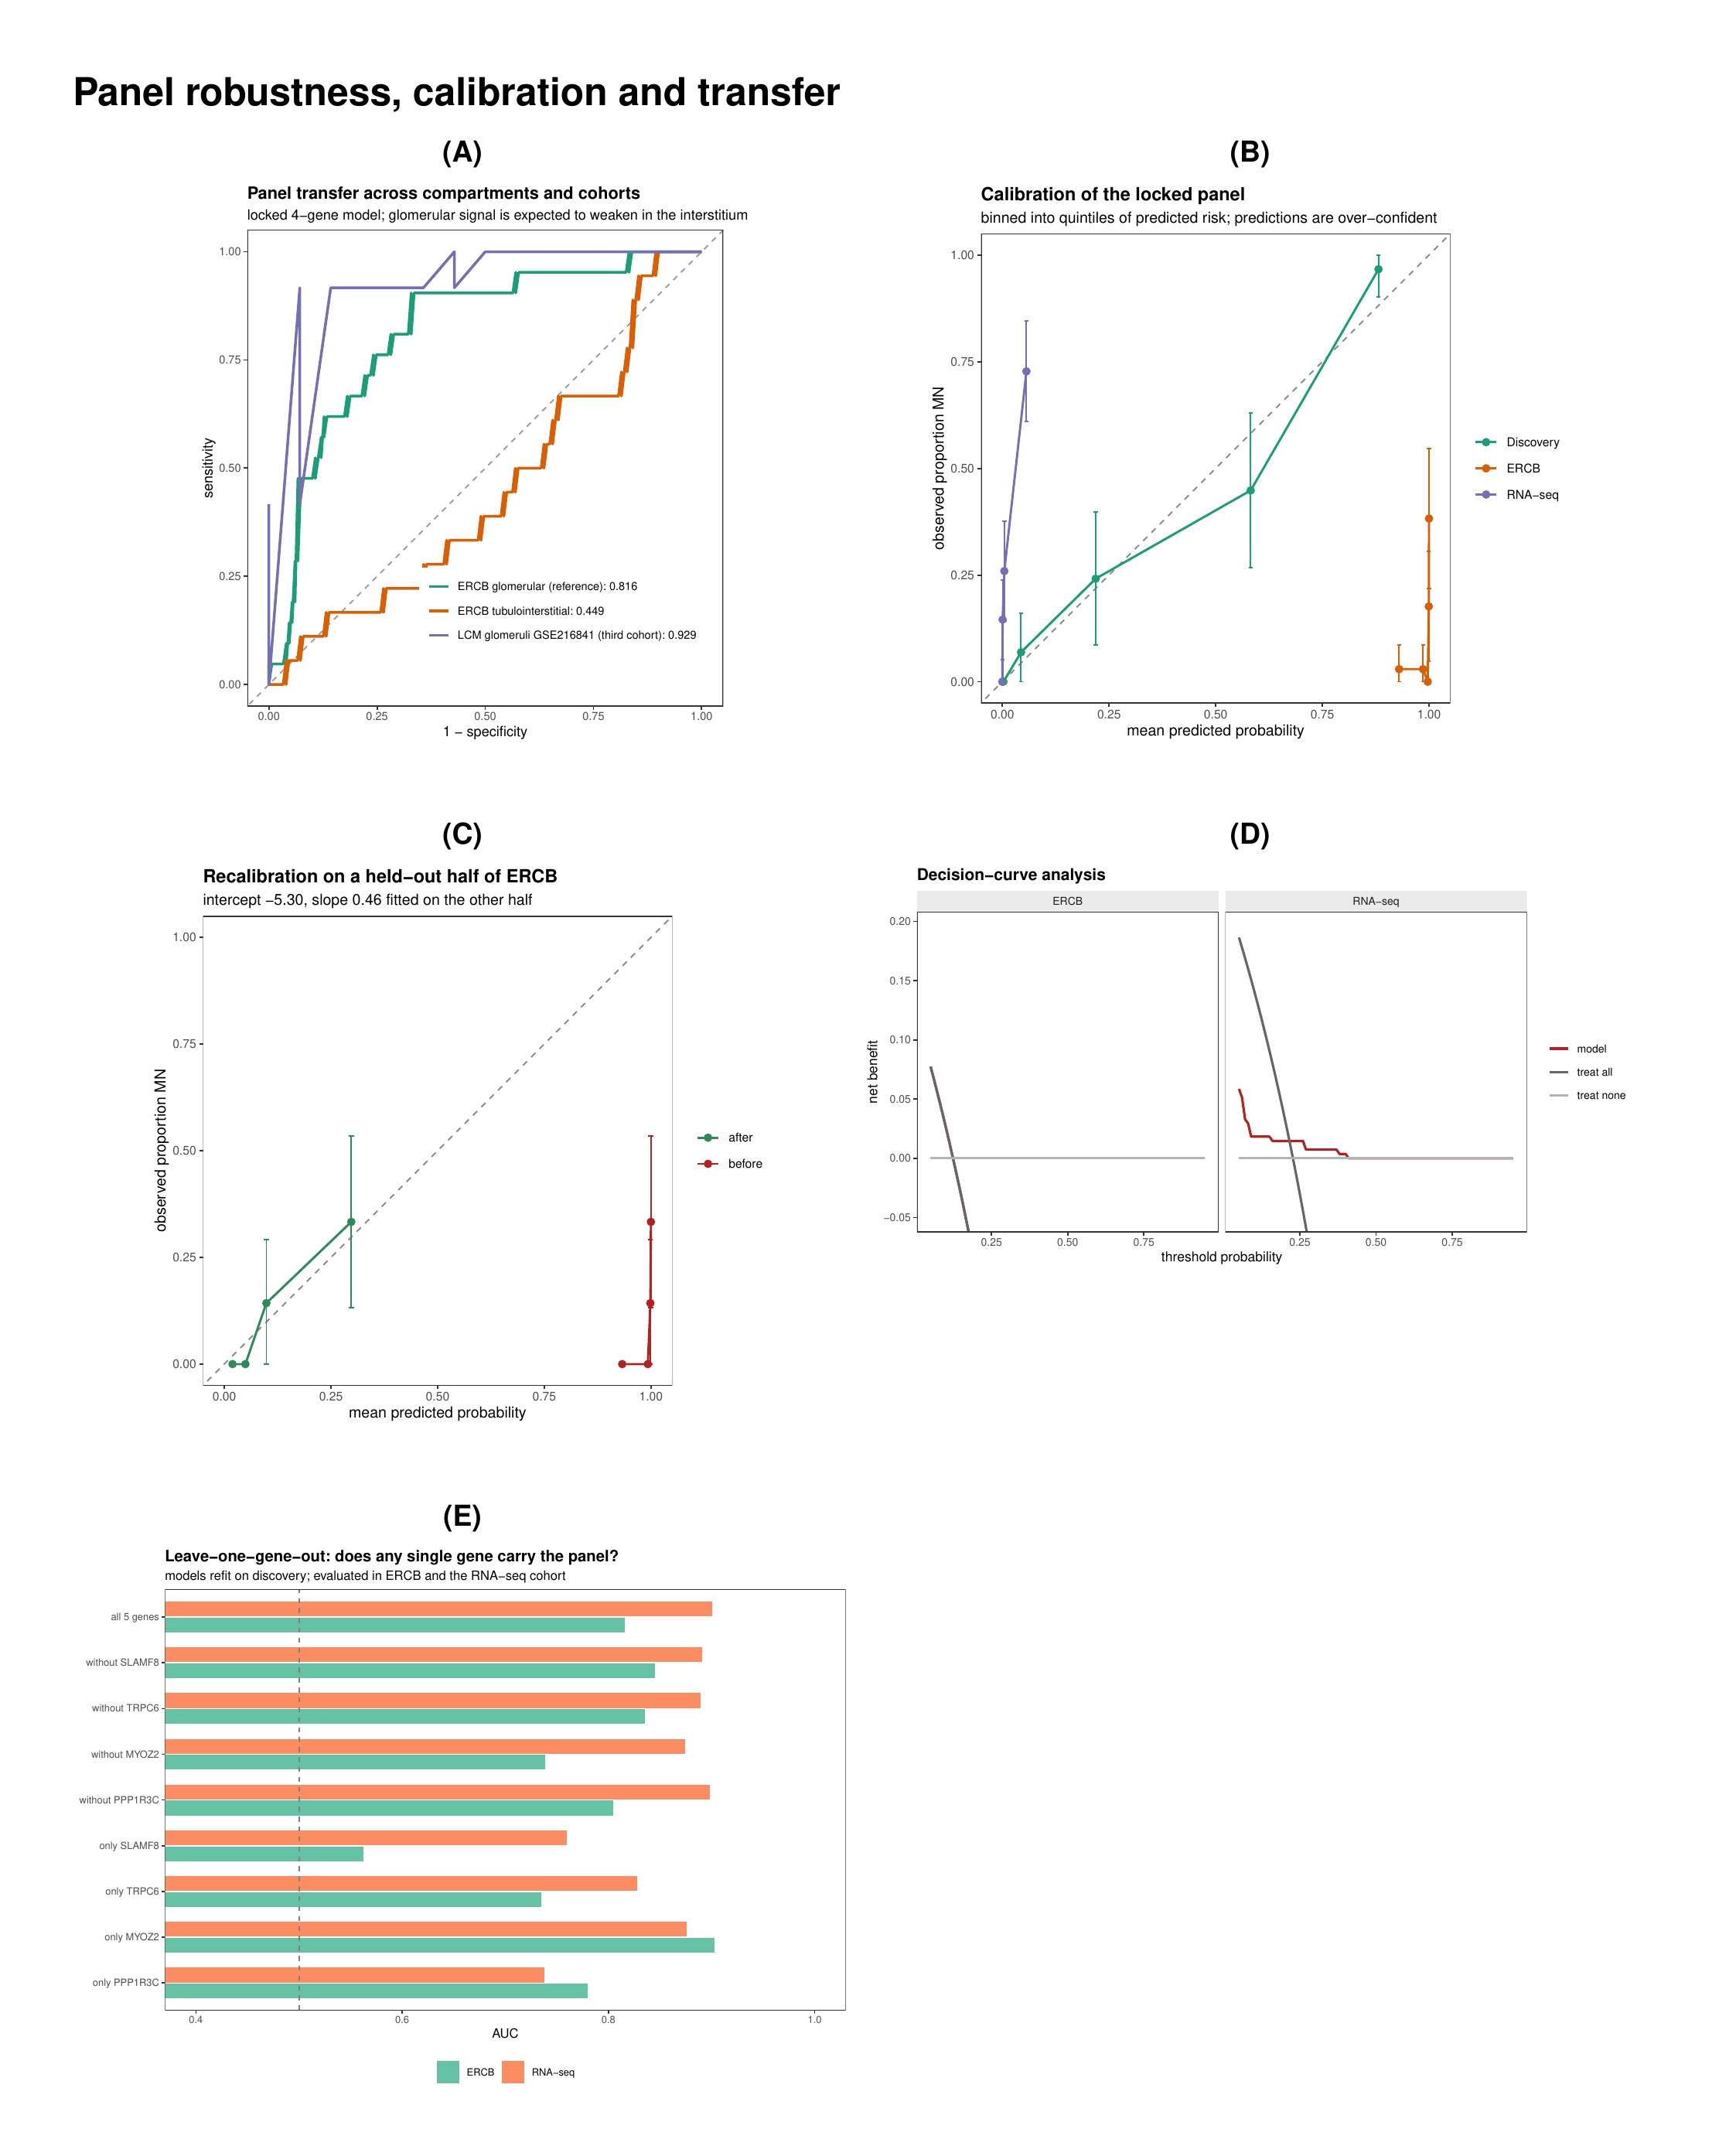 Panel robustness, calibration and transfer
(A)
Panel transfer across compartments and cohorts
locked 4−gene model; glomerular signal is expected to weaken in the interstitium
1.00
0.75
0.50
0.25
0.00
sensitivity
ERCB glomerular (reference): 0.816
ERCB tubulointerstitial: 0.449
LCM glomeruli GSE216841 (third cohort): 0.929
0.00 0.25 0.50 0.75 1.00
1 − specificity
(B)
Calibration of the locked panel
binned into quintiles of predicted risk; predictions are over−confident
1.00
0.75
0.50
0.25
0.00
observed proportion MN
0.00 0.25 0.50 0.75 1.00
mean predicted probability
Discovery
ERCB
RNA−seq
(C)
Recalibration on a held−out half of ERCB
intercept −5.30, slope 0.46 fitted on the other half
1.00
0.75
0.50
0.25
0.00
observed proportion MN
0.00 0.25 0.50 0.75 1.00
mean predicted probability
after
before
(D)
Decision−curve analysis
ERCB RNA−seq
0.20
0.15
0.10
0.05
0.00
−0.05
net benefit
0.25 0.50 0.75 0.25 0.50 0.75
threshold probability
model
treat all
treat none
(E)
Leave−one−gene−out: does any single gene carry the panel?
models refit on discovery; evaluated in ERCB and the RNA−seq cohort
all 5 genes
without SLAMF8
without TRPC6
without MYOZ2
without PPP1R3C
only SLAMF8
only TRPC6
only MYOZ2
only PPP1R3C
0.4 0.6 0.8 1.0
AUC
ERCB RNA−seq